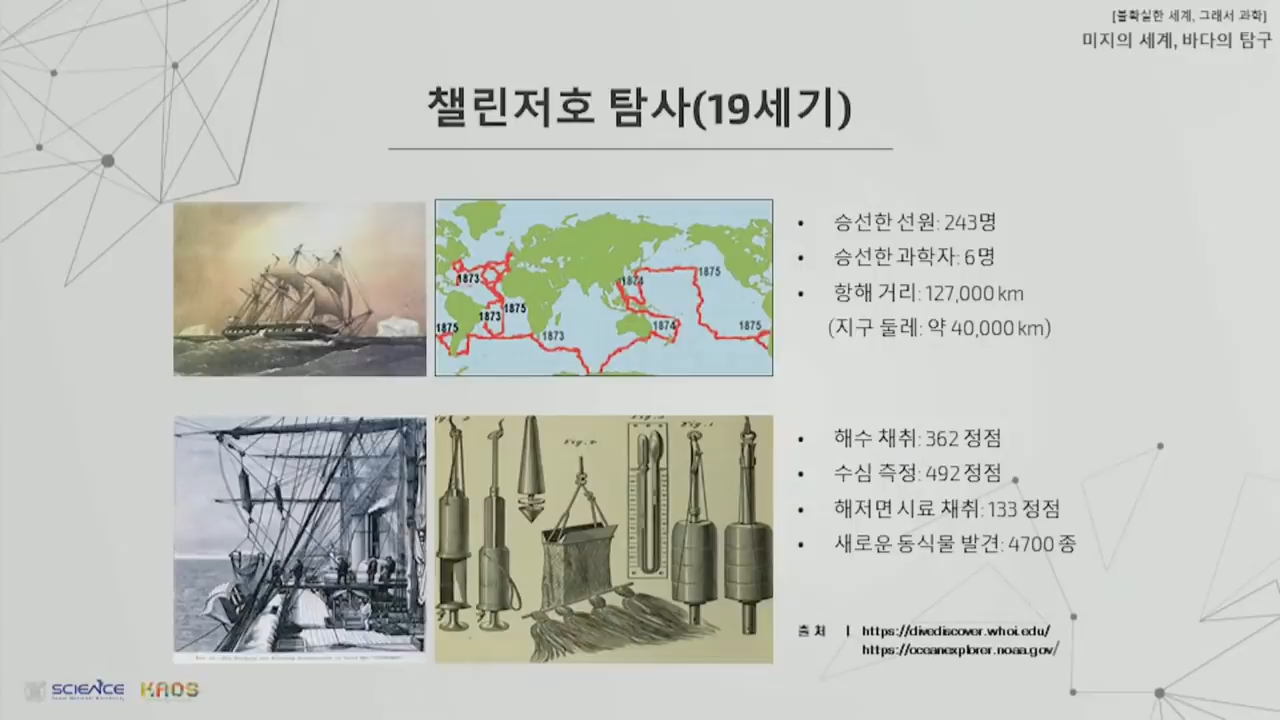 [불확실한 세계, 그래서 과학]
미지의 세계, 바다의 탐구
챌린저호 탐사(19세기)
1873
1873
1875
1875
1873
1874
1874
1875
1875
• 승선한 선원: 243명
• 승선한 과학자: 6명
• 항해 거리: 127,000 km
(지구 둘레: 약 40,000 km)
• 해수 채취: 362 정점
• 수심 측정: 492 정점
• 해저면 시료 채취: 133 정점
• 새로운 동식물 발견: 4700 종
출처 | https://divediscover.whoi.edu/
https://oceanexplorer.noaa.gov/
SCIENCE
KAOS